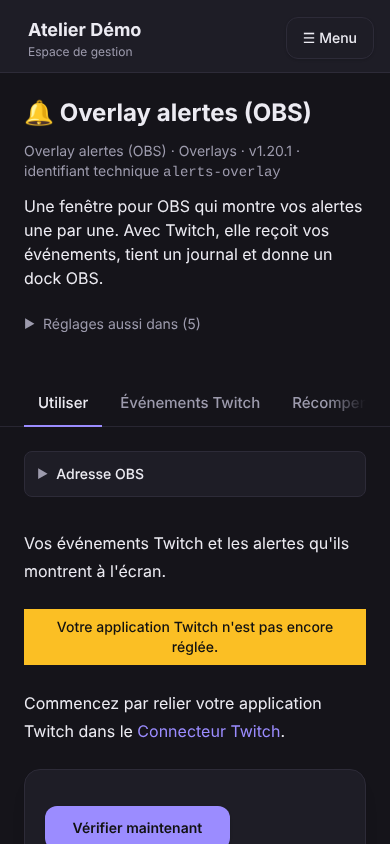 Atelier Démo
Espace de gestion
☰ Menu
🔔 Overlay alertes (OBS)
Overlay alertes (OBS) · Overlays · v1.20.1 ·
identifiant technique alerts-overlay
Une fenêtre pour OBS qui montre vos alertes
une par une. Avec Twitch, elle reçoit vos
événements, tient un journal et donne un
dock OBS.
▶ Réglages aussi dans (5)
Utiliser Événements Twitch
▶ Adresse OBS
Vos événements Twitch et les alertes qu'ils
montrent à l'écran.
Votre application Twitch n'est pas encore
réglée.
Commencez par relier votre application
Twitch dans le Connecteur Twitch.
Vérifier maintenant